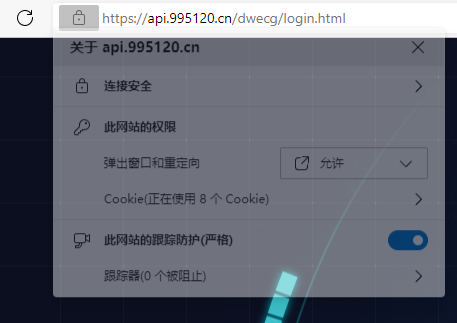 https://api.995120.cn/dwecg/login.html
关于 api.995120.cn
连接安全
此网站的权限
弹出窗口和重定向 允许
Cookie(正在使用 8 个 Cookie)
此网站的跟踪防护(严格)
跟踪器(0 个被阻止)